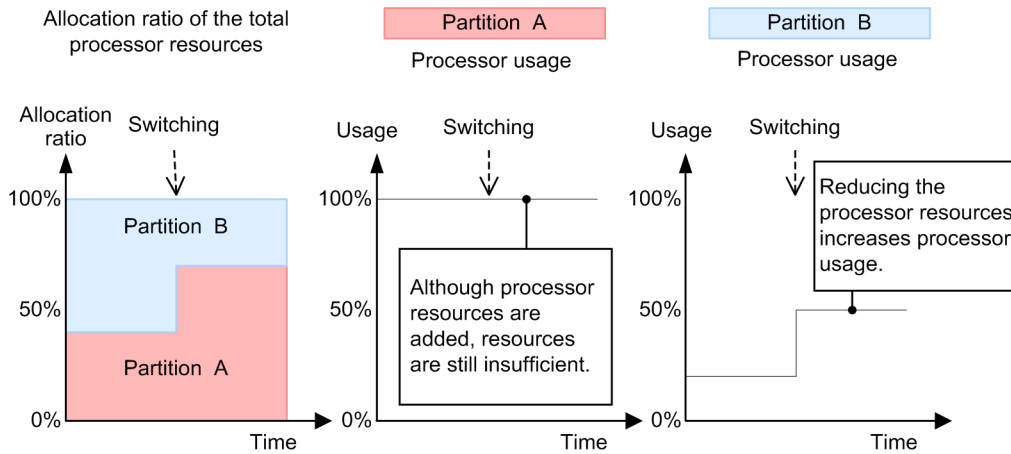 Allocation ratio of the total
processor resources
Partition A
Processor usage
Partition B
Processor usage
Allocation
ratio
Switching
100%
Partition B
50%
Partition A
0%
Time
Usage
Switching
100%
50%
Although processor
resources are
added, resources
are still insufficient.
0%
Time
Usage
Switching
100%
Reducing the
processor resources
increases processor
usage.
50%
0%
Time